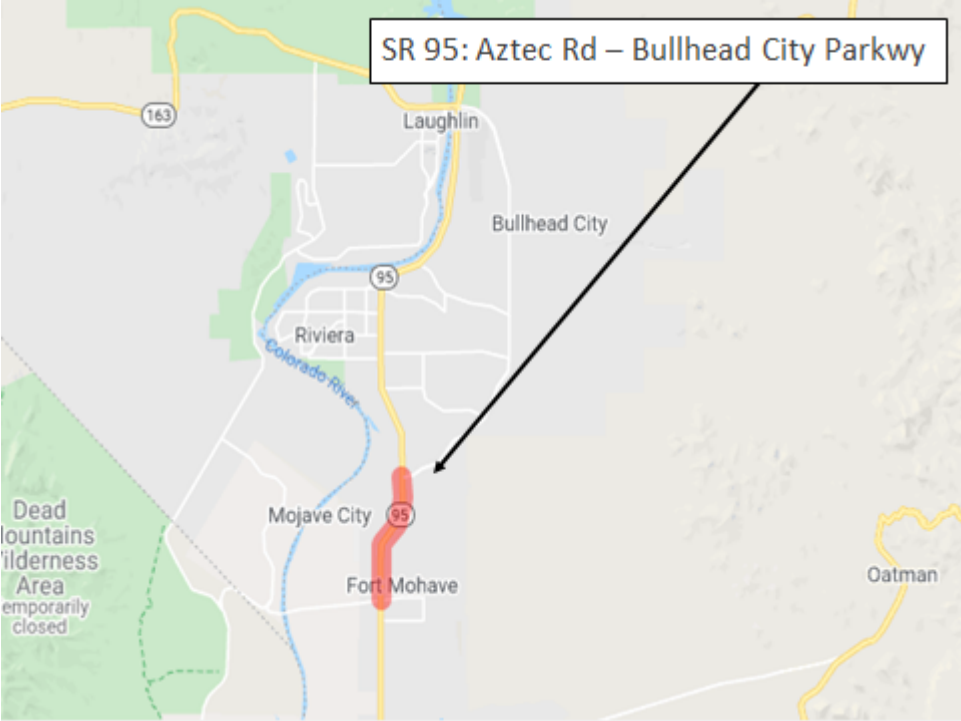 SR 95: Aztec Rd – Bullhead City Parkwy
163
Laughlin
Bullhead City
95
Riviera
Colorado River
Dead
Mountains
Wilderness
Area
emporarily
closed
Mojave City
95
Fort Mohave
Oatman